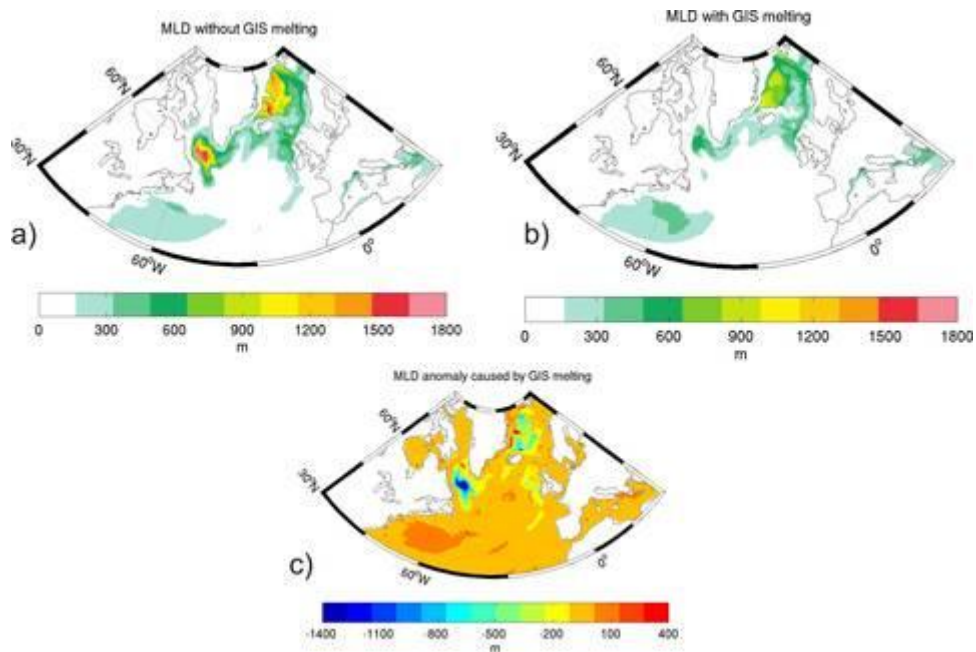 MLD without GIS melting
60°N
30°N
60°W
0°
a)
0 300 600 900 1200 1500 1800
m
MLD with GIS melting
60°N
30°N
60°W
0°
b)
0 300 600 900 1200 1500 1800
m
MLD anomaly caused by GIS melting
60°N
30°N
60°W
0°
c)
-1400 -1100 -800 -500 -200 100 400
m